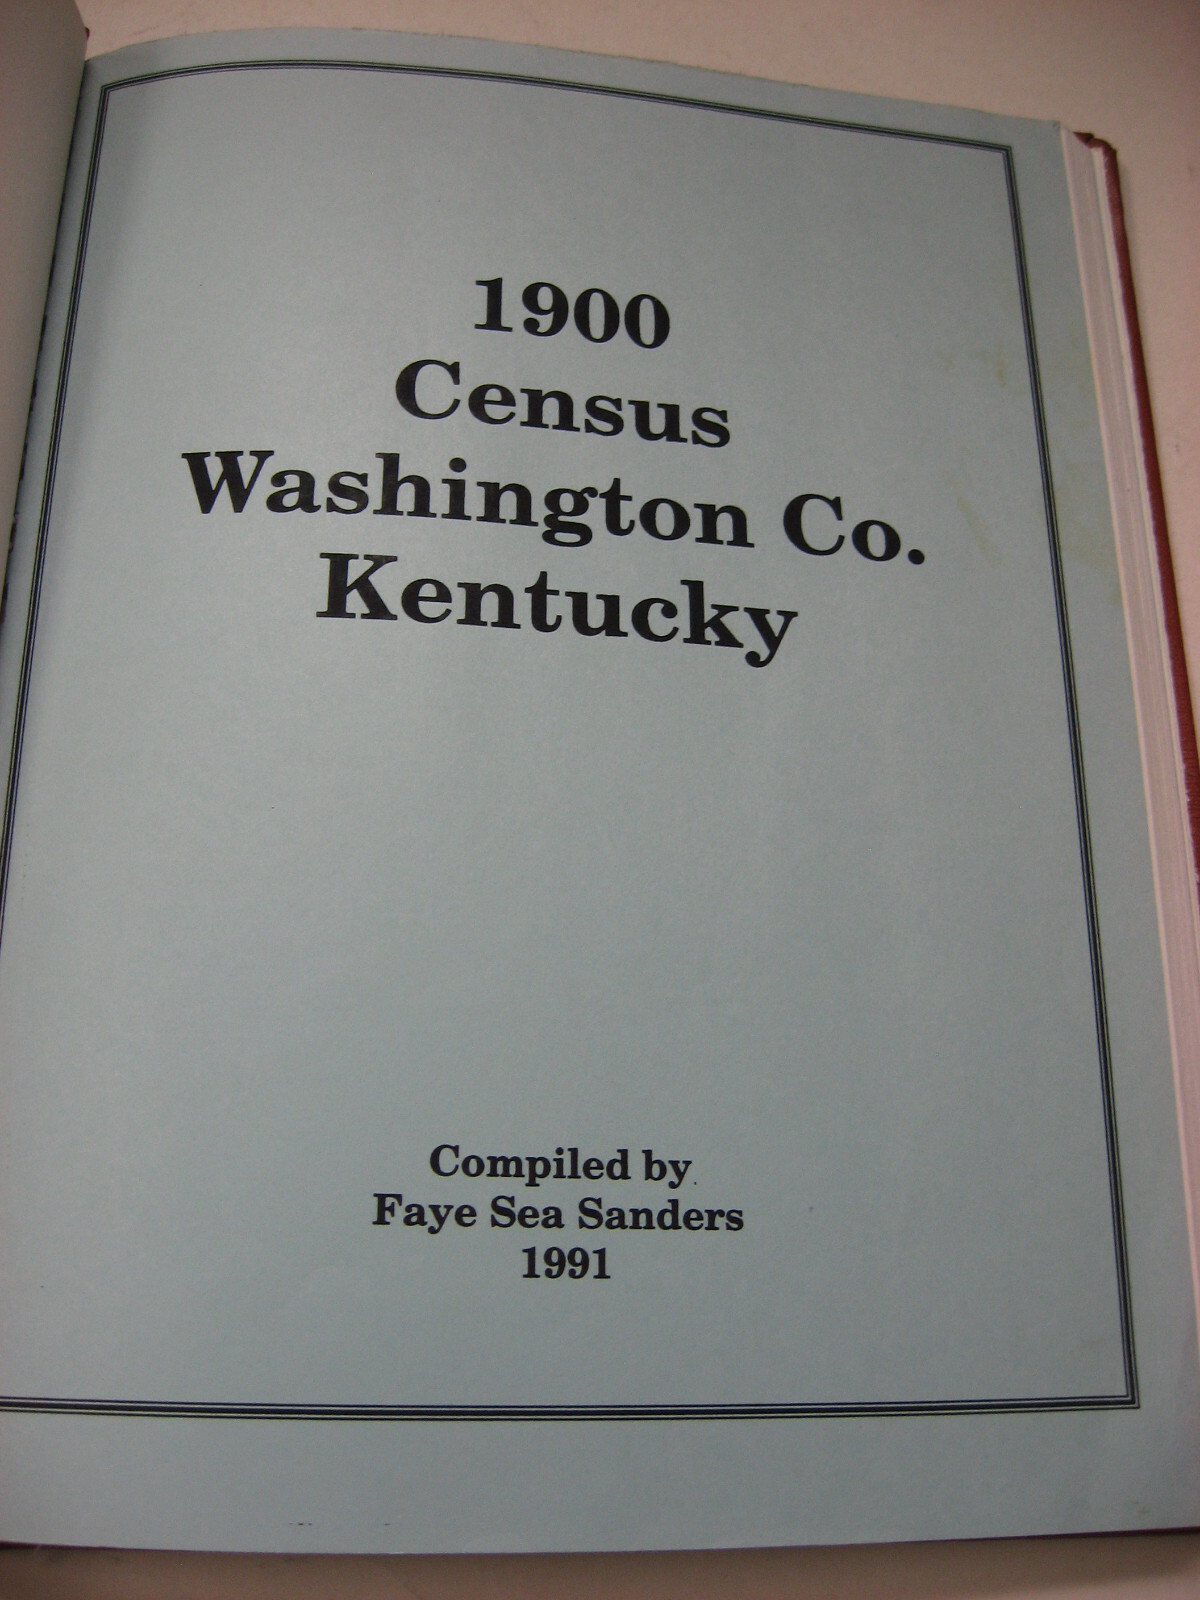 1900
Census
Washington Co.
Kentucky
Compiled by
Faye Sea Sanders
1991